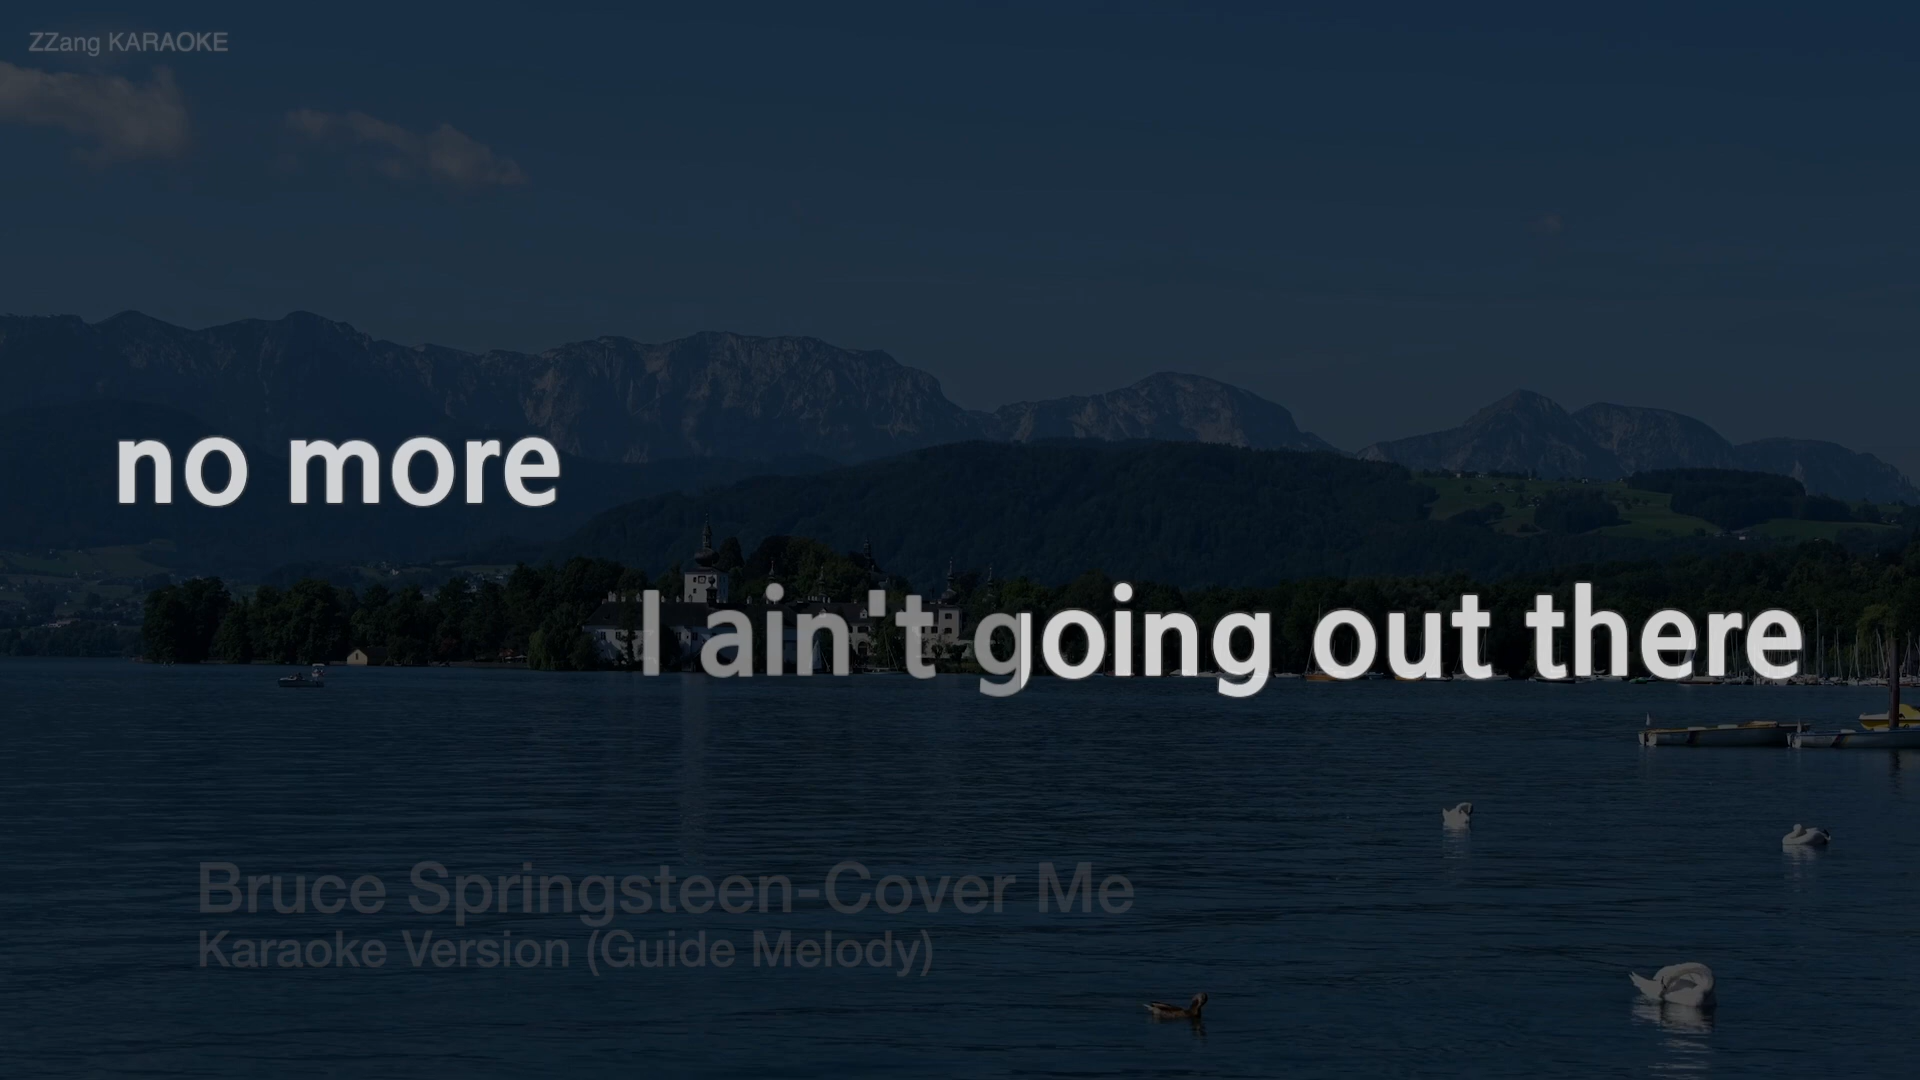 ZZang KARAOKE
no more
I ain't going out there
Bruce Springsteen-Cover Me
Karaoke Version (Guide Melody)